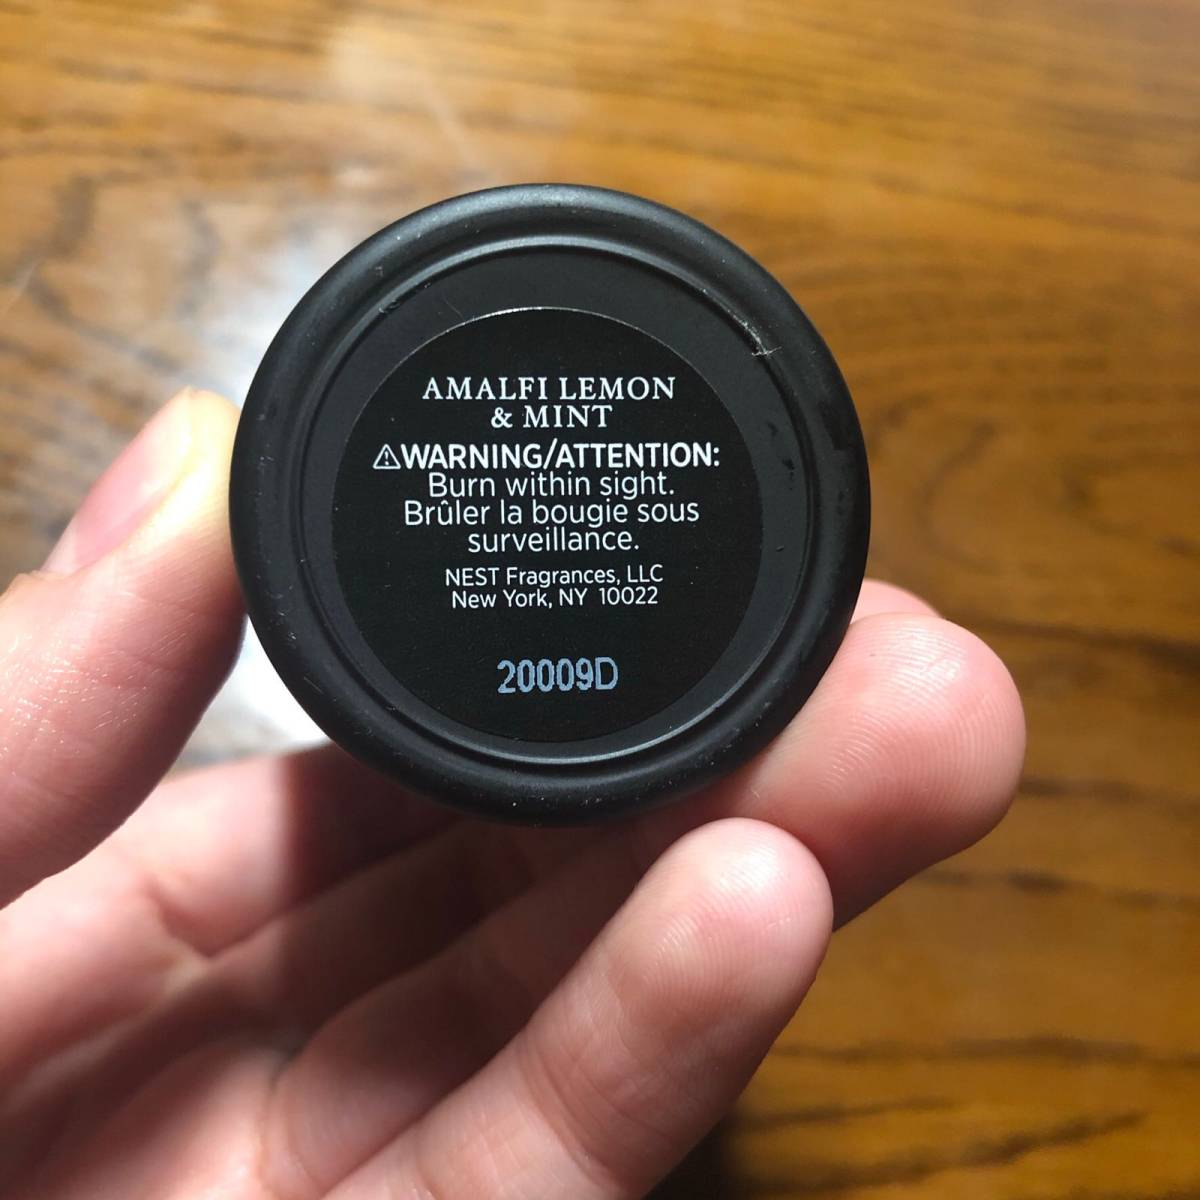 AMALFI LEMON
& MINT
⚠WARNING/ATTENTION:
Burn within sight.
Brûler la bougie sous
surveillance.
NEST Fragrances, LLC
New York, NY 10022
20009D